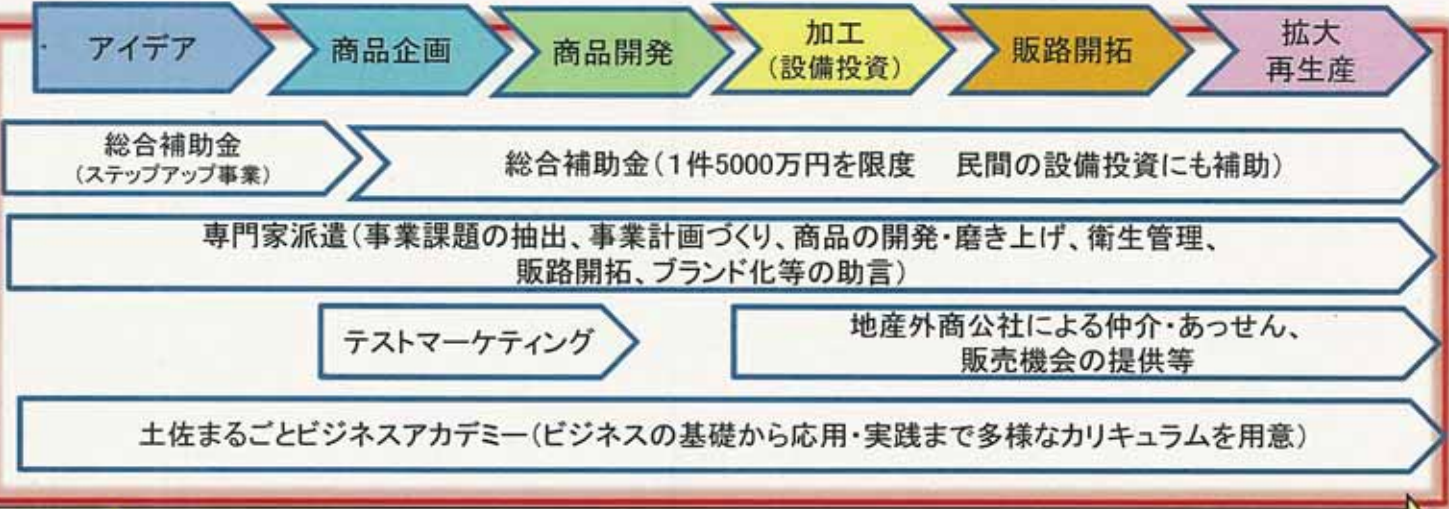 アイデア
商品企画
商品開発
加工
(設備投資)
販路開拓
拡大
再生産
総合補助金
(ステップアップ事業)
総合補助金(1件5000万円を限度　民間の設備投資にも補助)
専門家派遣(事業課題の抽出、事業計画づくり、商品の開発・磨き上げ、衛生管理、
販路開拓、ブランド化等の助言)
テストマーケティング
地産外商公社による仲介・あっせん、
販売機会の提供等
土佐まるごとビジネスアカデミー(ビジネスの基礎から応用・実践まで多様なカリキュラムを用意)